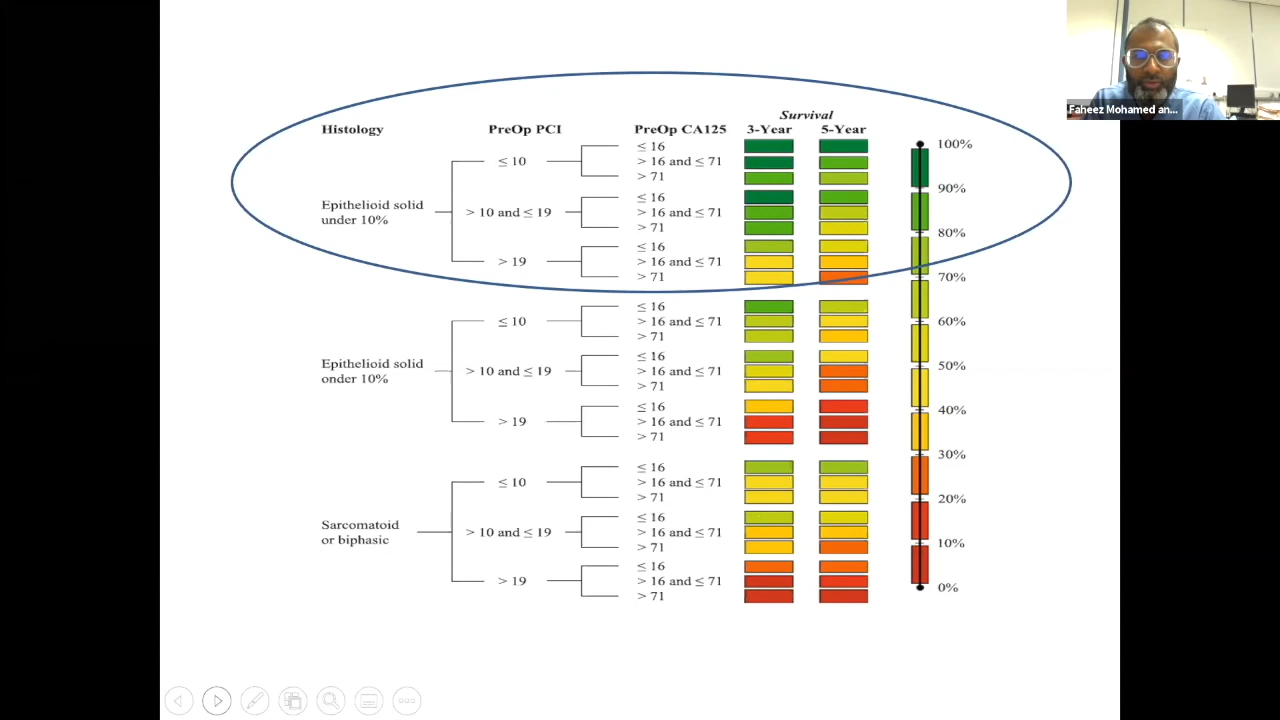 Faheez Mohamed an...
Survival
Histology PreOp PCI PreOp CA125 3-Year 5-Year
≤ 16
≤ 10 > 16 and ≤ 71
> 71
≤ 16
Epithelioid solid under 10% > 10 and ≤ 19 > 16 and ≤ 71
> 71
≤ 16
> 19 > 16 and ≤ 71
> 71
≤ 16
≤ 10 > 16 and ≤ 71
> 71
≤ 16
Epithelioid solid onder 10% > 10 and ≤ 19 > 16 and ≤ 71
> 71
≤ 16
> 19 > 16 and ≤ 71
> 71
≤ 16
≤ 10 > 16 and ≤ 71
> 71
≤ 16
Sarcomatoid or biphasic > 10 and ≤ 19 > 16 and ≤ 71
> 71
≤ 16
> 19 > 16 and ≤ 71
> 71
100%
90%
80%
70%
60%
50%
40%
30%
20%
10%
0%